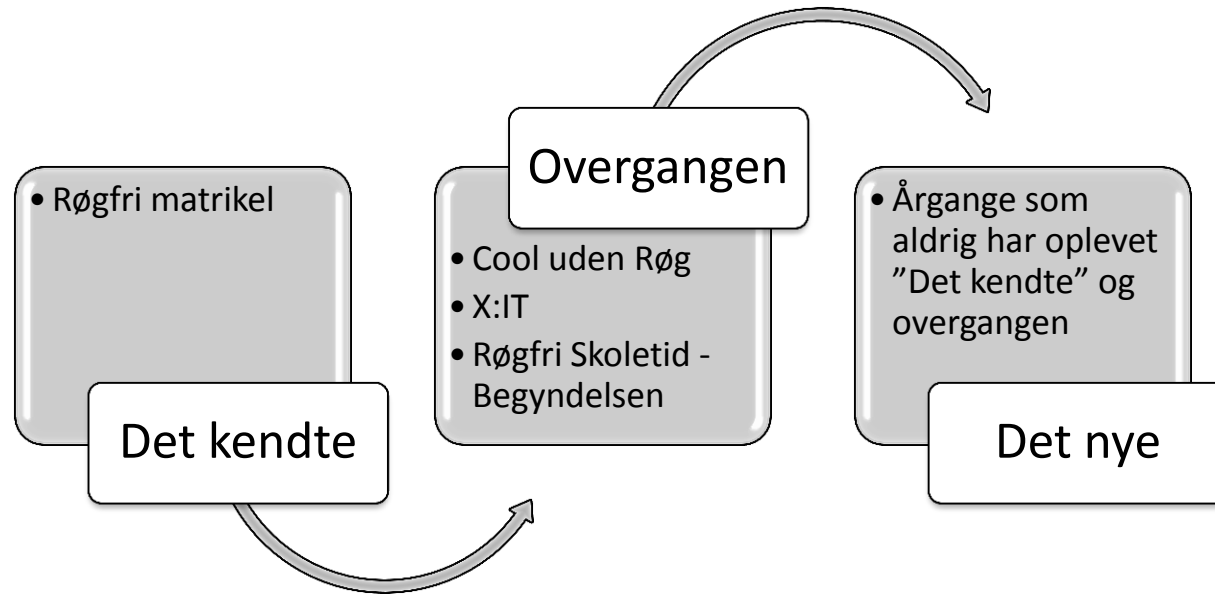 • Røgfri matrikel
Det kendte
Overgangen
• Cool uden Røg
• X:IT
• Røgfri Skoletid -
Begyndelsen
• Årgange som
aldrig har oplevet
”Det kendte” og
overgangen
Det nye